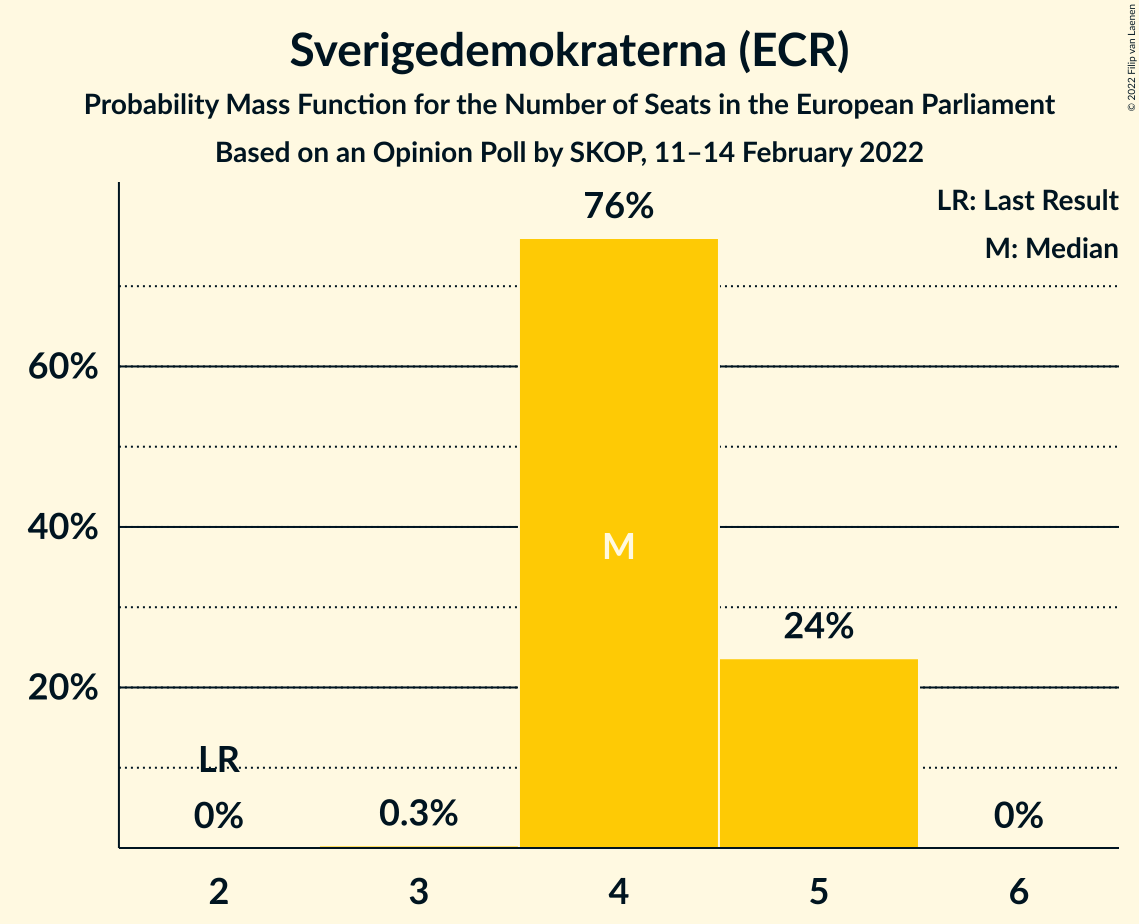 Sverigedemokraterna (ECR)
Probability Mass Function for the Number of Seats in the European Parliament
Based on an Opinion Poll by SKOP, 11–14 February 2022
© 2022 Filip van Laenen
LR: Last Result
M: Median
76%
60%
40%
M
24%
20%
LR
0%
0.3%
0%
2
3
4
5
6